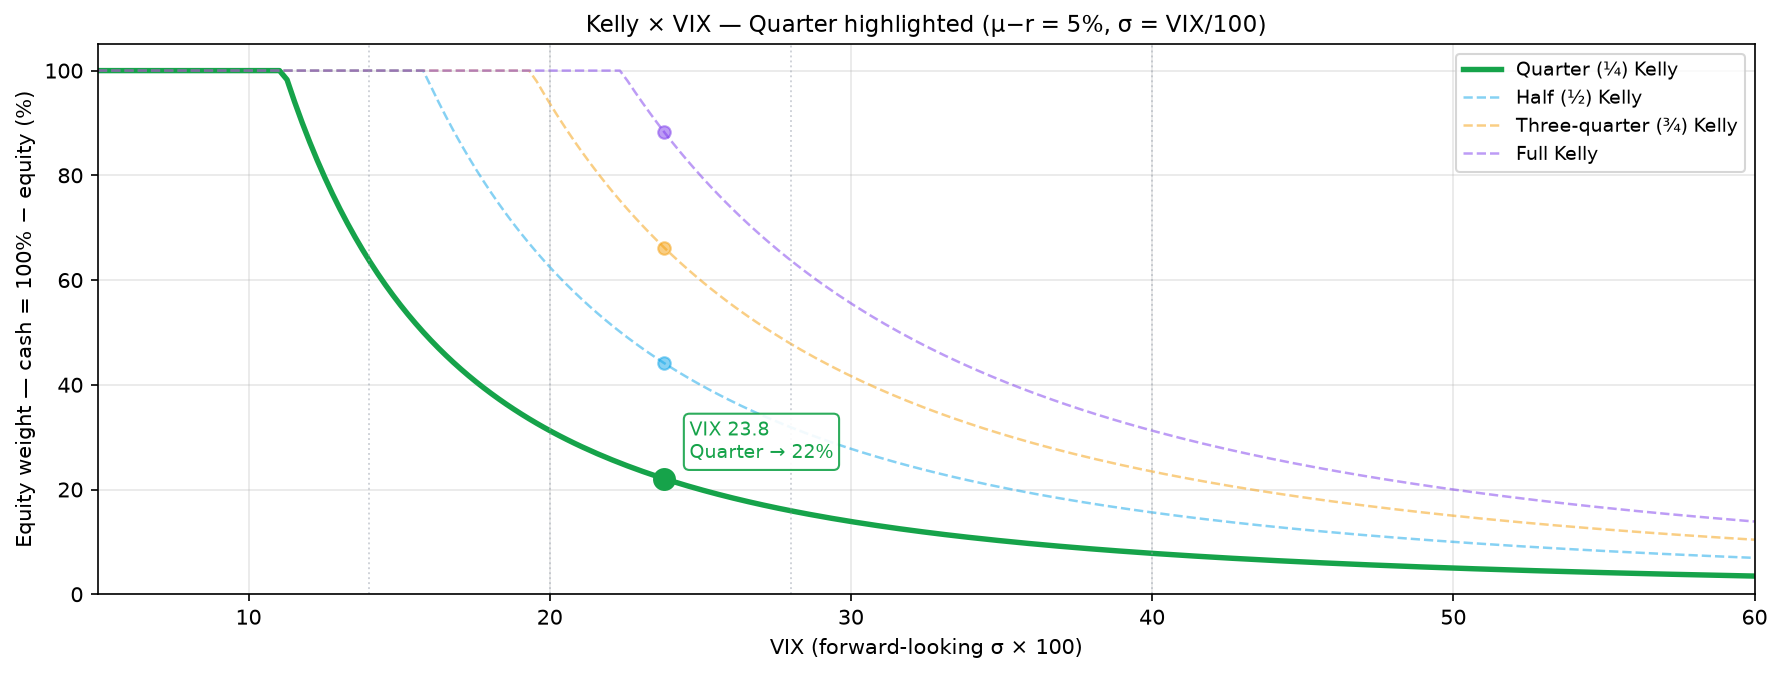 Kelly × VIX — Quarter highlighted (μ−r = 5%, σ = VIX/100)
Equity weight — cash = 100% − equity (%)
100
80
60
40
20
0
Quarter (¼) Kelly
Half (½) Kelly
Three-quarter (¾) Kelly
Full Kelly
VIX 23.8
Quarter → 22%
10
20
30
40
50
60
VIX (forward-looking σ × 100)